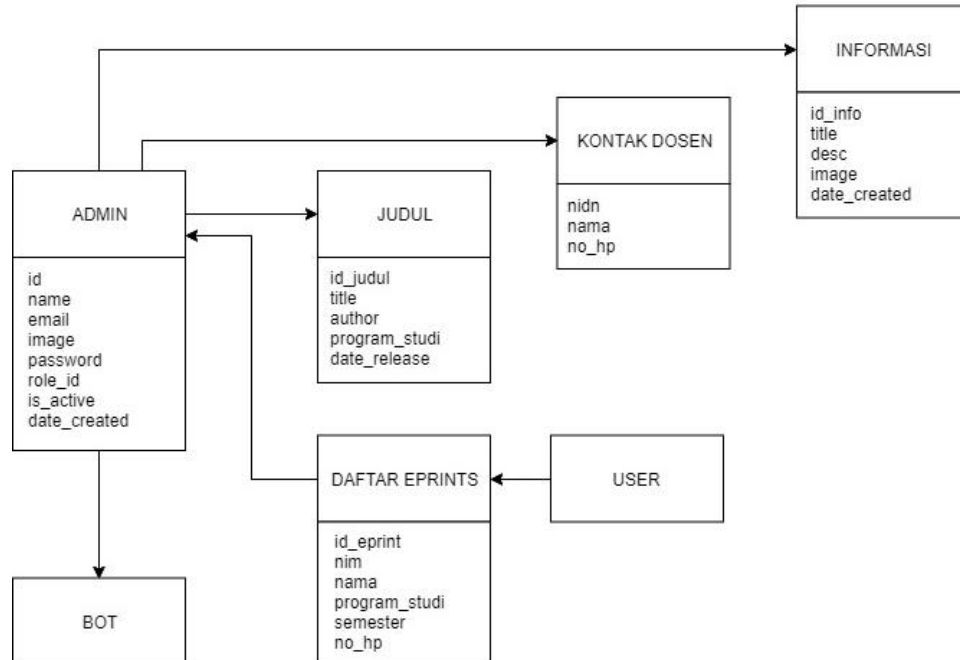 INFORMASI
id_info
title
desc
image
date_created
KONTAK DOSEN
nidn
nama
no_hp
ADMIN
id
name
email
image
password
role_id
is_active
date_created
JUDUL
id_judul
title
author
program_studi
date_release
DAFTAR EPRINTS
id_eprint
nim
nama
program_studi
semester
no_hp
USER
BOT